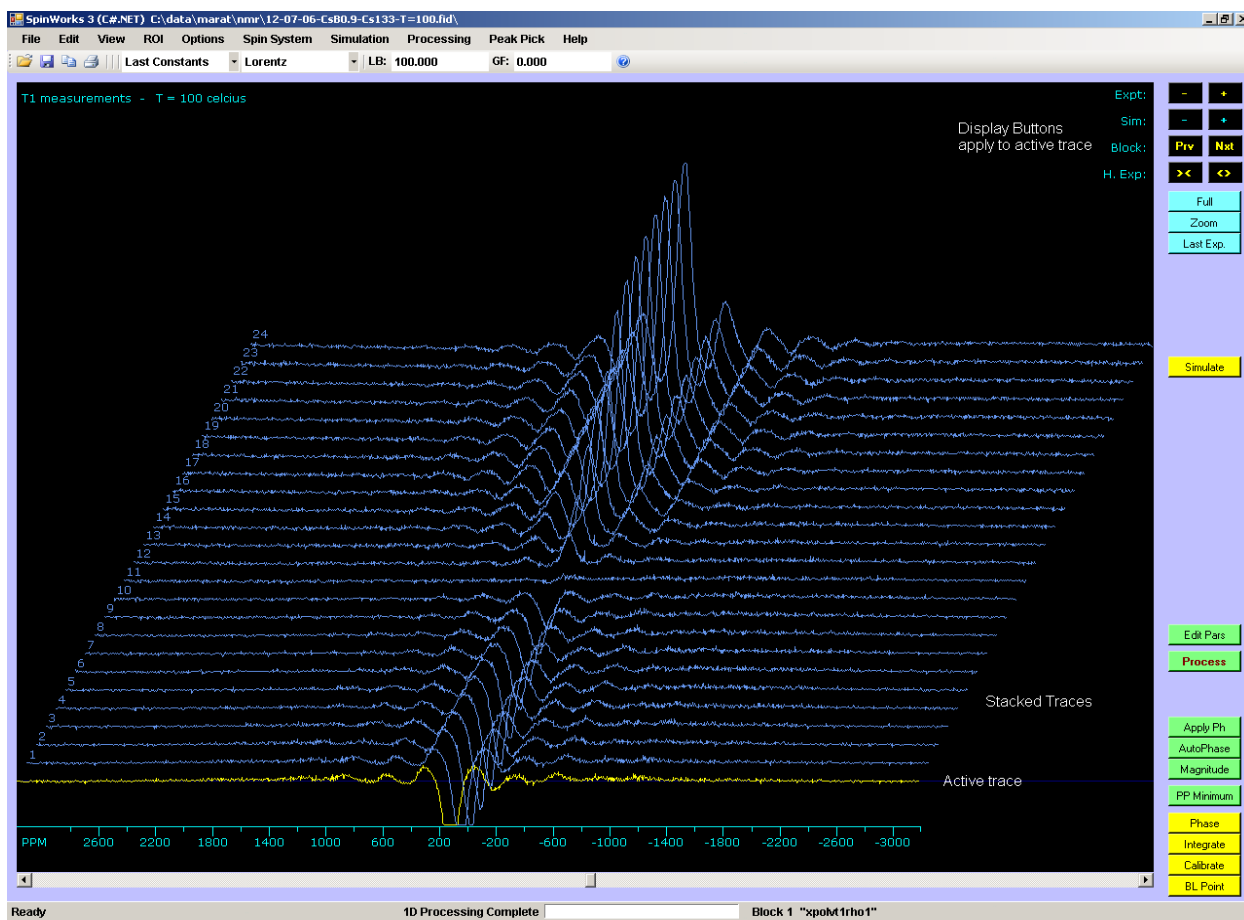 SpinWorks 3 (C#.NET) C:\data\marat\nmr\12-07-06-CsB0.9-Cs133-T=100.fid\
File Edit View ROI Options Spin System Simulation Processing Peak Pick Help
Last Constants Lorentz LB: 100.000 GF: 0.000
T1 measurements - T = 100 celcius
Expt: - +
Sim: - +
Block: Prv Nxt
H. Exp: >< <>
Display Buttons
apply to active trace
Full
Zoom
Last Exp.
24
23
22
21
20
19
18
17
16
15
14
13
12
11
10
9
8
7
6
5
4
3
2
1
Simulate
Edit Pars
Process
Stacked Traces
Apply Ph
AutoPhase
Magnitude
Active trace
PP Minimum
Phase
Integrate
Calibrate
BL Point
PPM 2600 2200 1800 1400 1000 600 200 -200 -600 -1000 -1400 -1800 -2200 -2600 -3000
Ready 1D Processing Complete Block 1 "xpolvt1rho1"